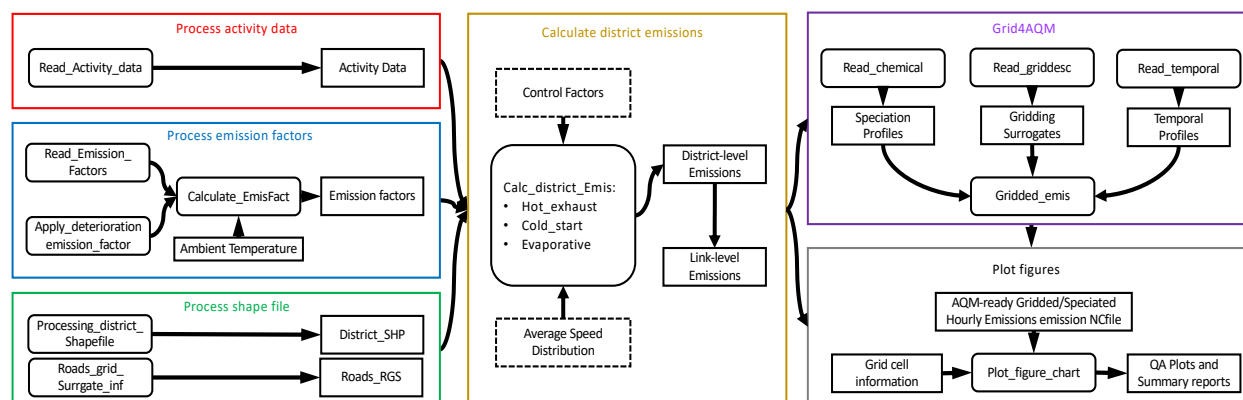 Process activity data
Read_Activity_data
Activity Data
Process emission factors
Read_Emission_
Factors
Apply_deterioration
emission_factor
Calculate_EmisFact
Ambient Temperature
Emission factors
Process shape file
Processing_district_
Shapefile
District_SHP
Roads_grid_
Surrgate_inf
Roads_RGS
Calculate district emissions
Control Factors
Calc_district_Emis:
• Hot_exhaust
• Cold_start
• Evaporative
Average Speed
Distribution
District-level
Emissions
Link-level
Emissions
Grid4AQM
Read_chemical
Read_griddesc
Read_temporal
Speciation
Profiles
Gridding
Surrogates
Temporal
Profiles
Gridded_emis
Plot figures
AQM-ready Gridded/Speciated
Hourly Emissions emission NCfile
Grid cell
information
Plot_figure_chart
QA Plots and
Summary reports